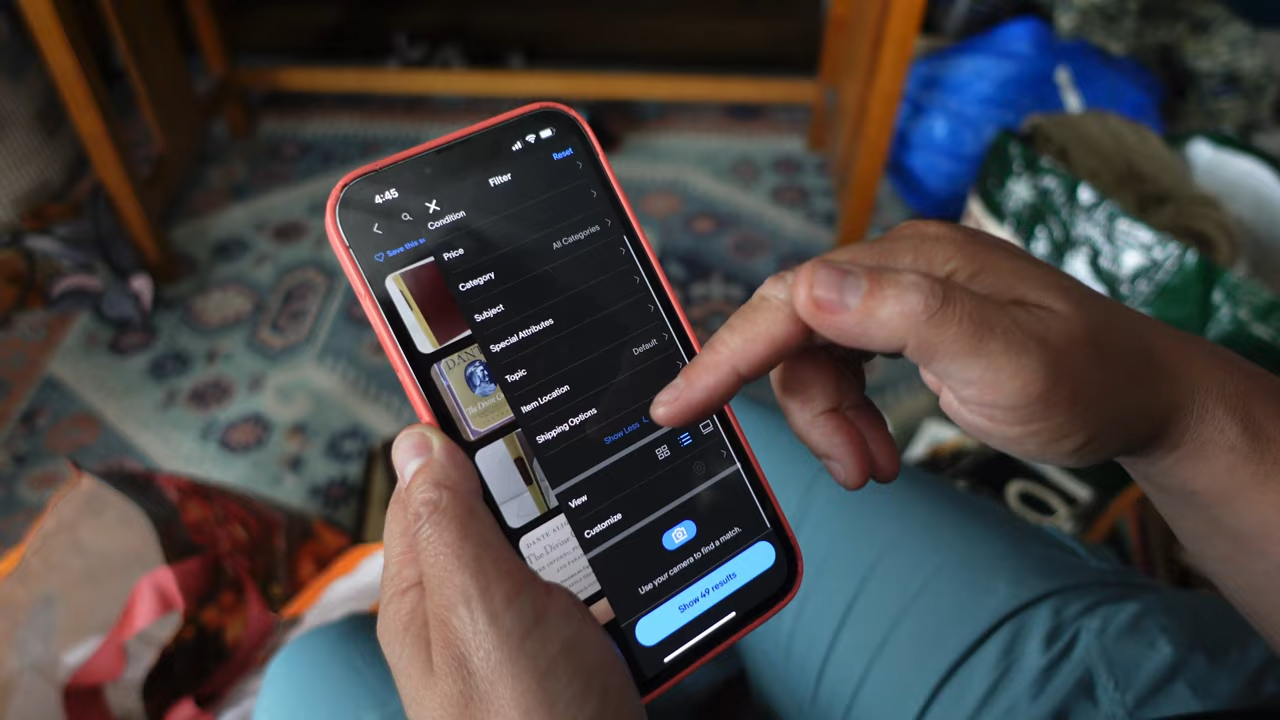 4:45
Reset
Filter
Save this
Condition
Price
Category
All Categories
Subject
Special Attributes
Topic
Item Location
Default
Shipping Options
Show Less
View
Customize
Use your camera to find a match.
Show 49 results
DANTE
The Divine
DANTE
The Divine